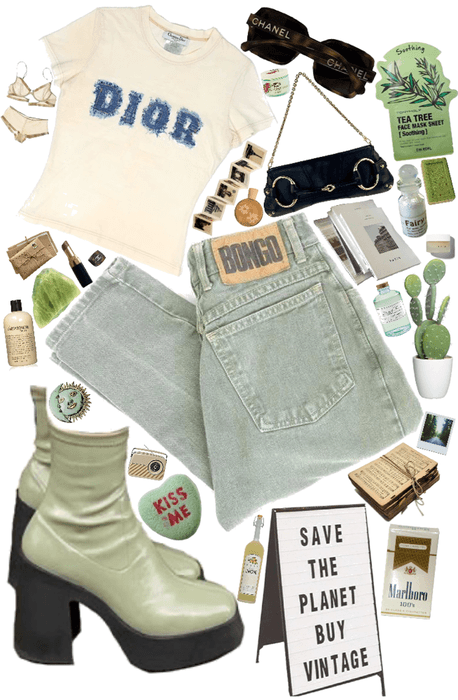 CHANEL
CHANEL
DIOR
Soothing
TEA TREE
FACE MASK SHEET
[ Soothing ]
Fairy
BONGO
KISS
ME
SAVE
THE
PLANET
BUY
VINTAGE
Marlboro
100's